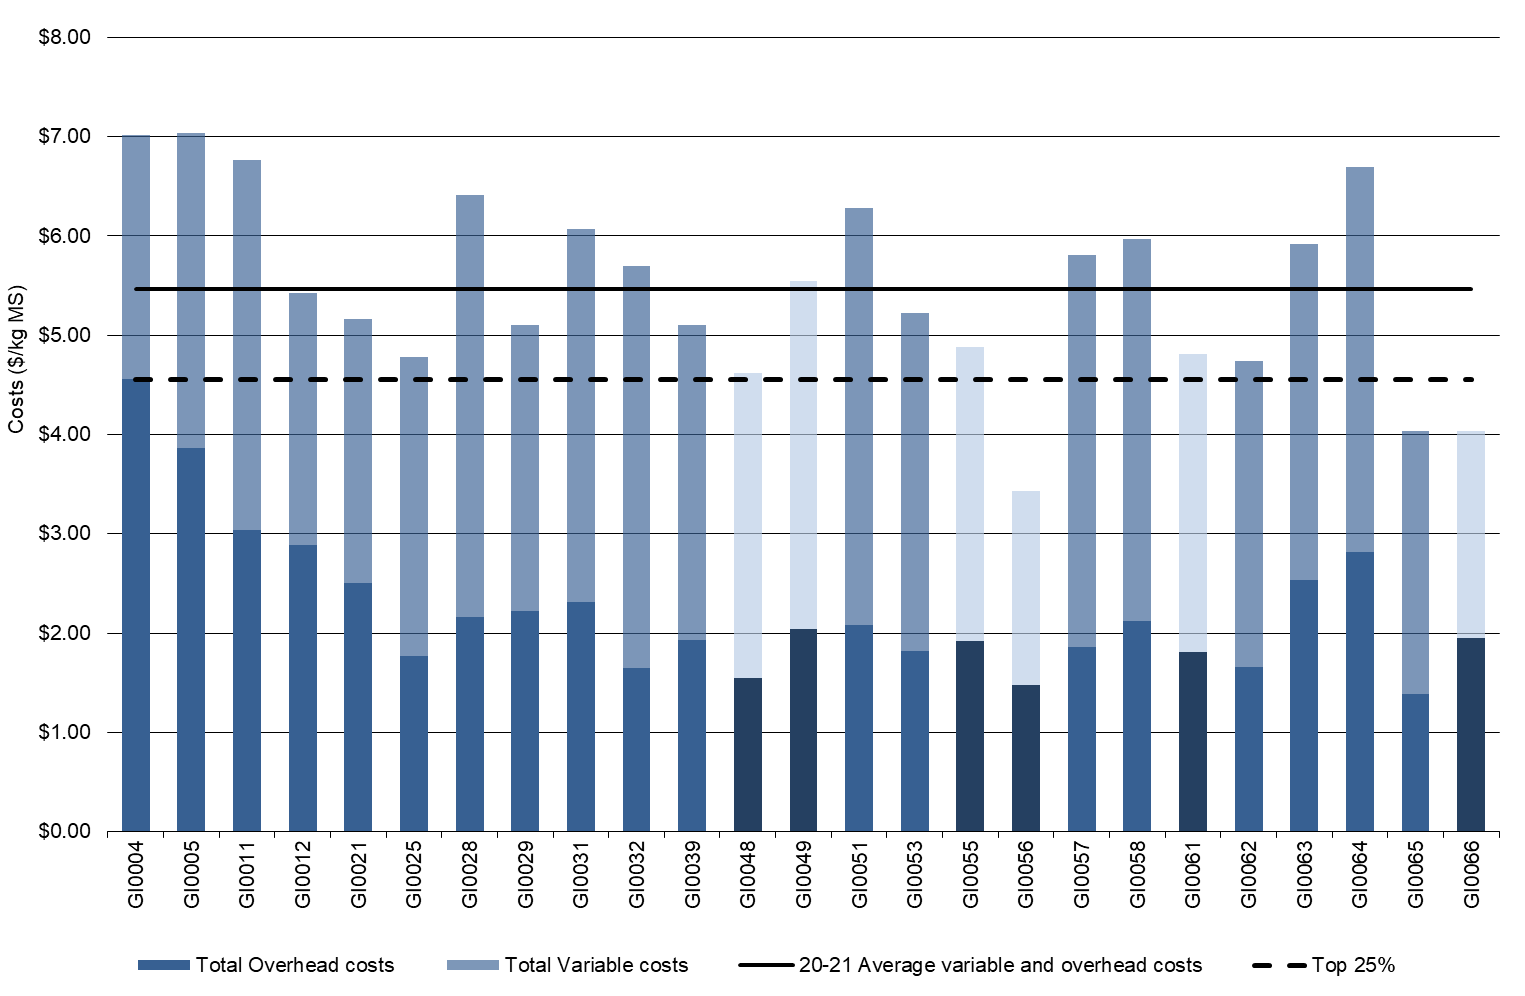 $8.00
$7.00
$6.00
$5.00
$4.00
$3.00
$2.00
$1.00
$0.00
Costs ($/kg MS)
GI0004
GI0005
GI0011
GI0012
GI0021
GI0025
GI0028
GI0029
GI0031
GI0032
GI0039
GI0048
GI0049
GI0051
GI0053
GI0055
GI0056
GI0057
GI0058
GI0061
GI0062
GI0063
GI0064
GI0065
GI0066
Total Overhead costs Total Variable costs 20-21 Average variable and overhead costs Top 25%